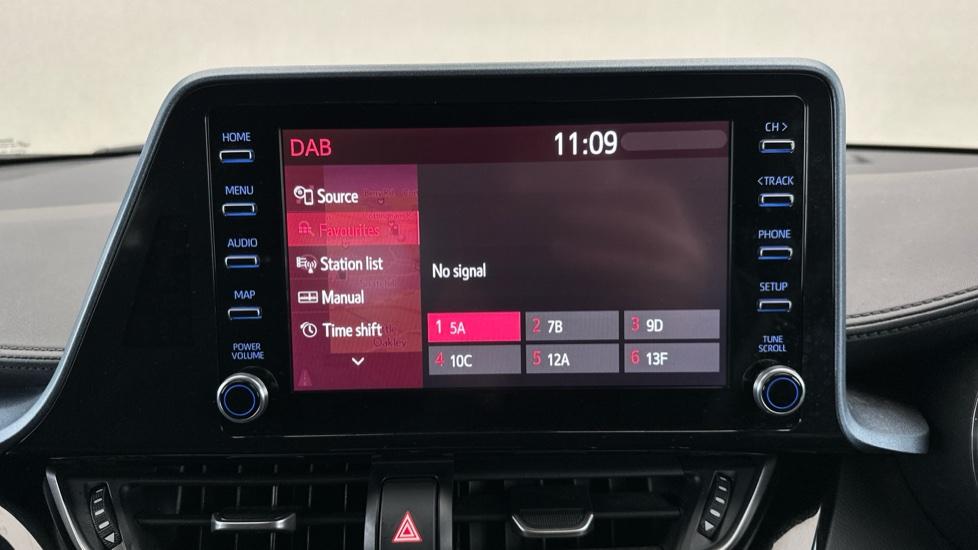 HOME
MENU
AUDIO
MAP
POWER
VOLUME
DAB 11:09
Source
Favourites
Station list
Manual
Time shift
Oakley
No signal
1 5A 2 7B 3 9D
4 10C 5 12A 6 13F
CH >
< TRACK
PHONE
SETUP
TUNE
SCROLL